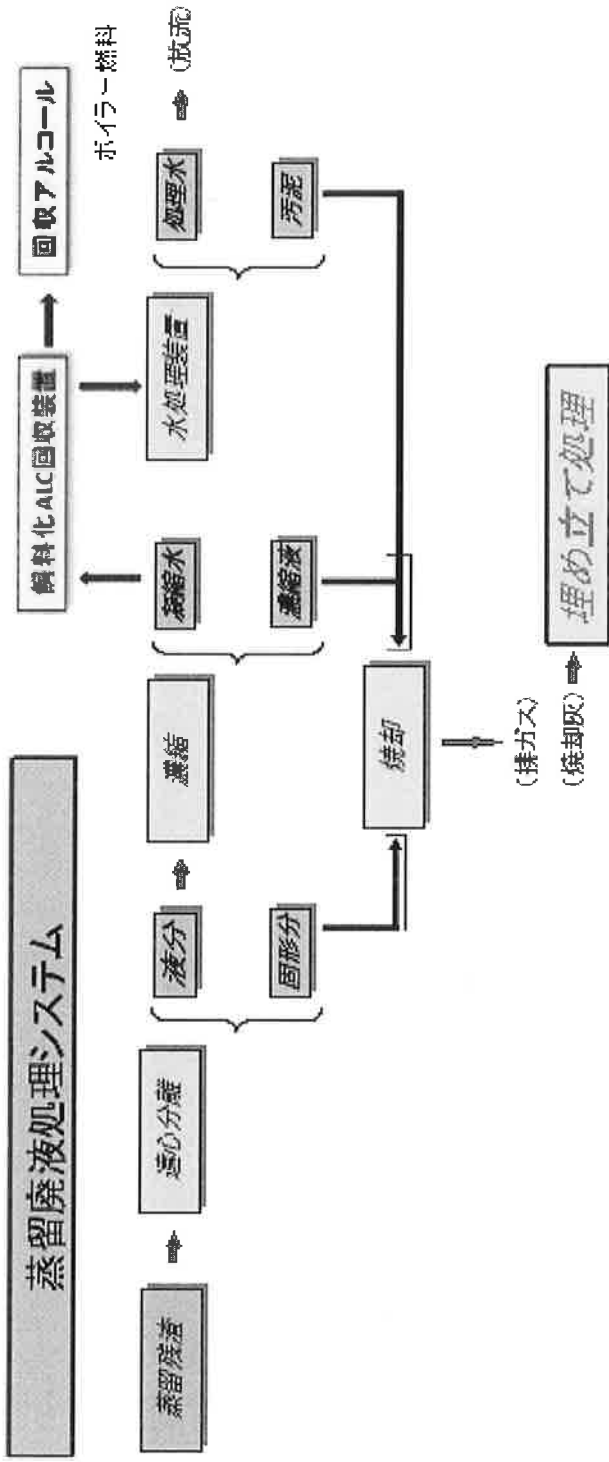 蒸留廃液処理システム
回収アルコール
ボイラー燃料
燃料化ALC回収装置
蒸留残渣
遠心分離
液分
固形分
濃縮
凝縮水
濃縮液
水処理装置
処理水
(放流)
汚泥
焼却
(排ガス)
(焼却灰)
埋め立て処理